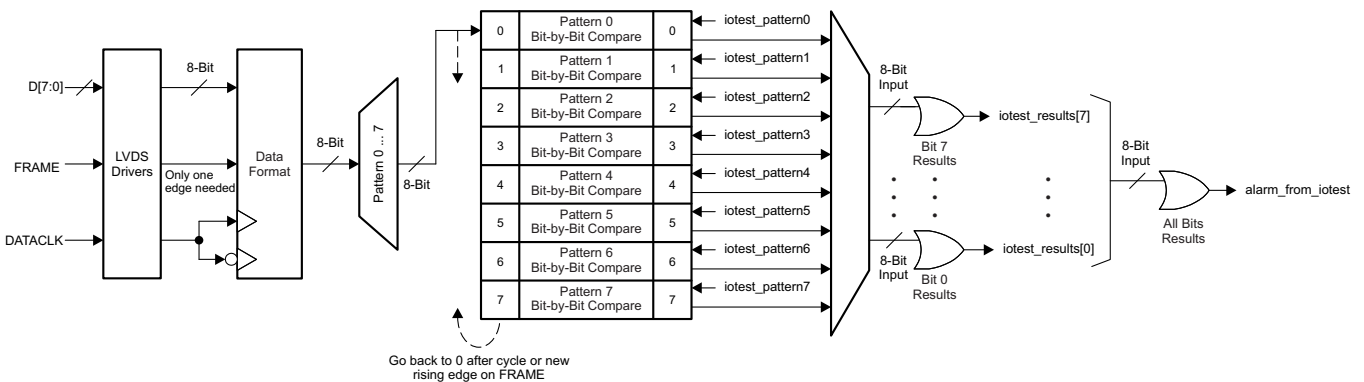 D[7:0]
FRAME
DATACLK
LVDS
Drivers
8-Bit
Only one
edge needed
Data
Format
8-Bit
Pattern 0 ... 7
8-Bit
0 Pattern 0 0
Bit-by-Bit Compare
1 Pattern 1 1
Bit-by-Bit Compare
2 Pattern 2 2
Bit-by-Bit Compare
3 Pattern 3 3
Bit-by-Bit Compare
4 Pattern 4 4
Bit-by-Bit Compare
5 Pattern 5 5
Bit-by-Bit Compare
6 Pattern 6 6
Bit-by-Bit Compare
7 Pattern 7 7
Bit-by-Bit Compare
Go back to 0 after cycle or new
rising edge on FRAME
iotest_pattern0
iotest_pattern1
iotest_pattern2
iotest_pattern3
iotest_pattern4
iotest_pattern5
iotest_pattern6
iotest_pattern7
8-Bit
Input
Bit 7
Results
iotest_results[7]
8-Bit
Input
Bit 0
Results
iotest_results[0]
8-Bit
Input
All Bits
Results
alarm_from_iotest